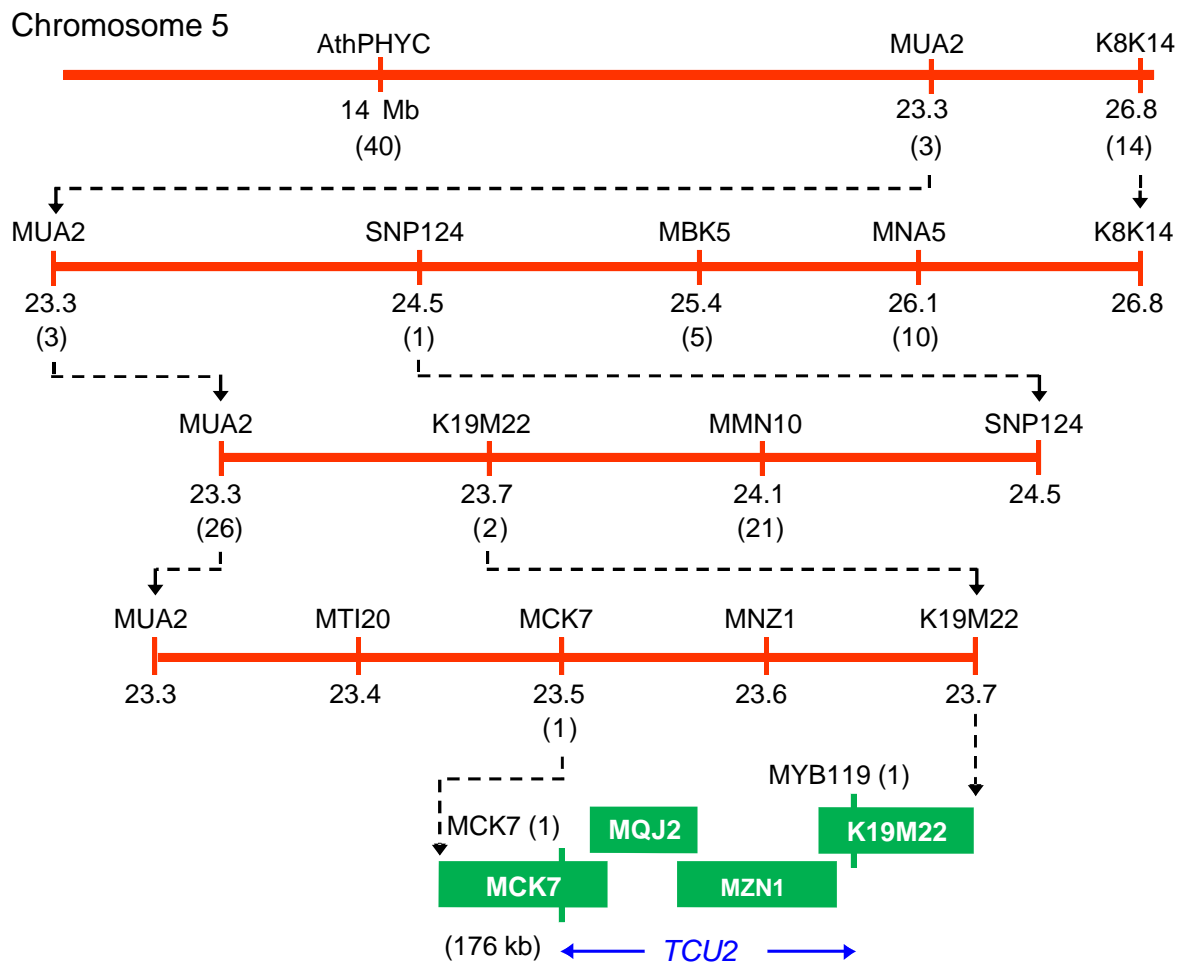 Chromosome 5
AthPHYC MUA2 K8K14
14 Mb 23.3 26.8
(40) (3) (14)
MUA2 SNP124 MBK5 MNA5 K8K14
23.3 24.5 25.4 26.1 26.8
(3) (1) (5) (10)
MUA2 K19M22 MMN10 SNP124
23.3 23.7 24.1 24.5
(26) (2) (21)
MUA2 MTI20 MCK7 MNZ1 K19M22
23.3 23.4 23.5 23.6 23.7
(1)
MYB119 (1)
MCK7 (1) MQJ2 K19M22
MCK7 MZN1
(176 kb) TCU2